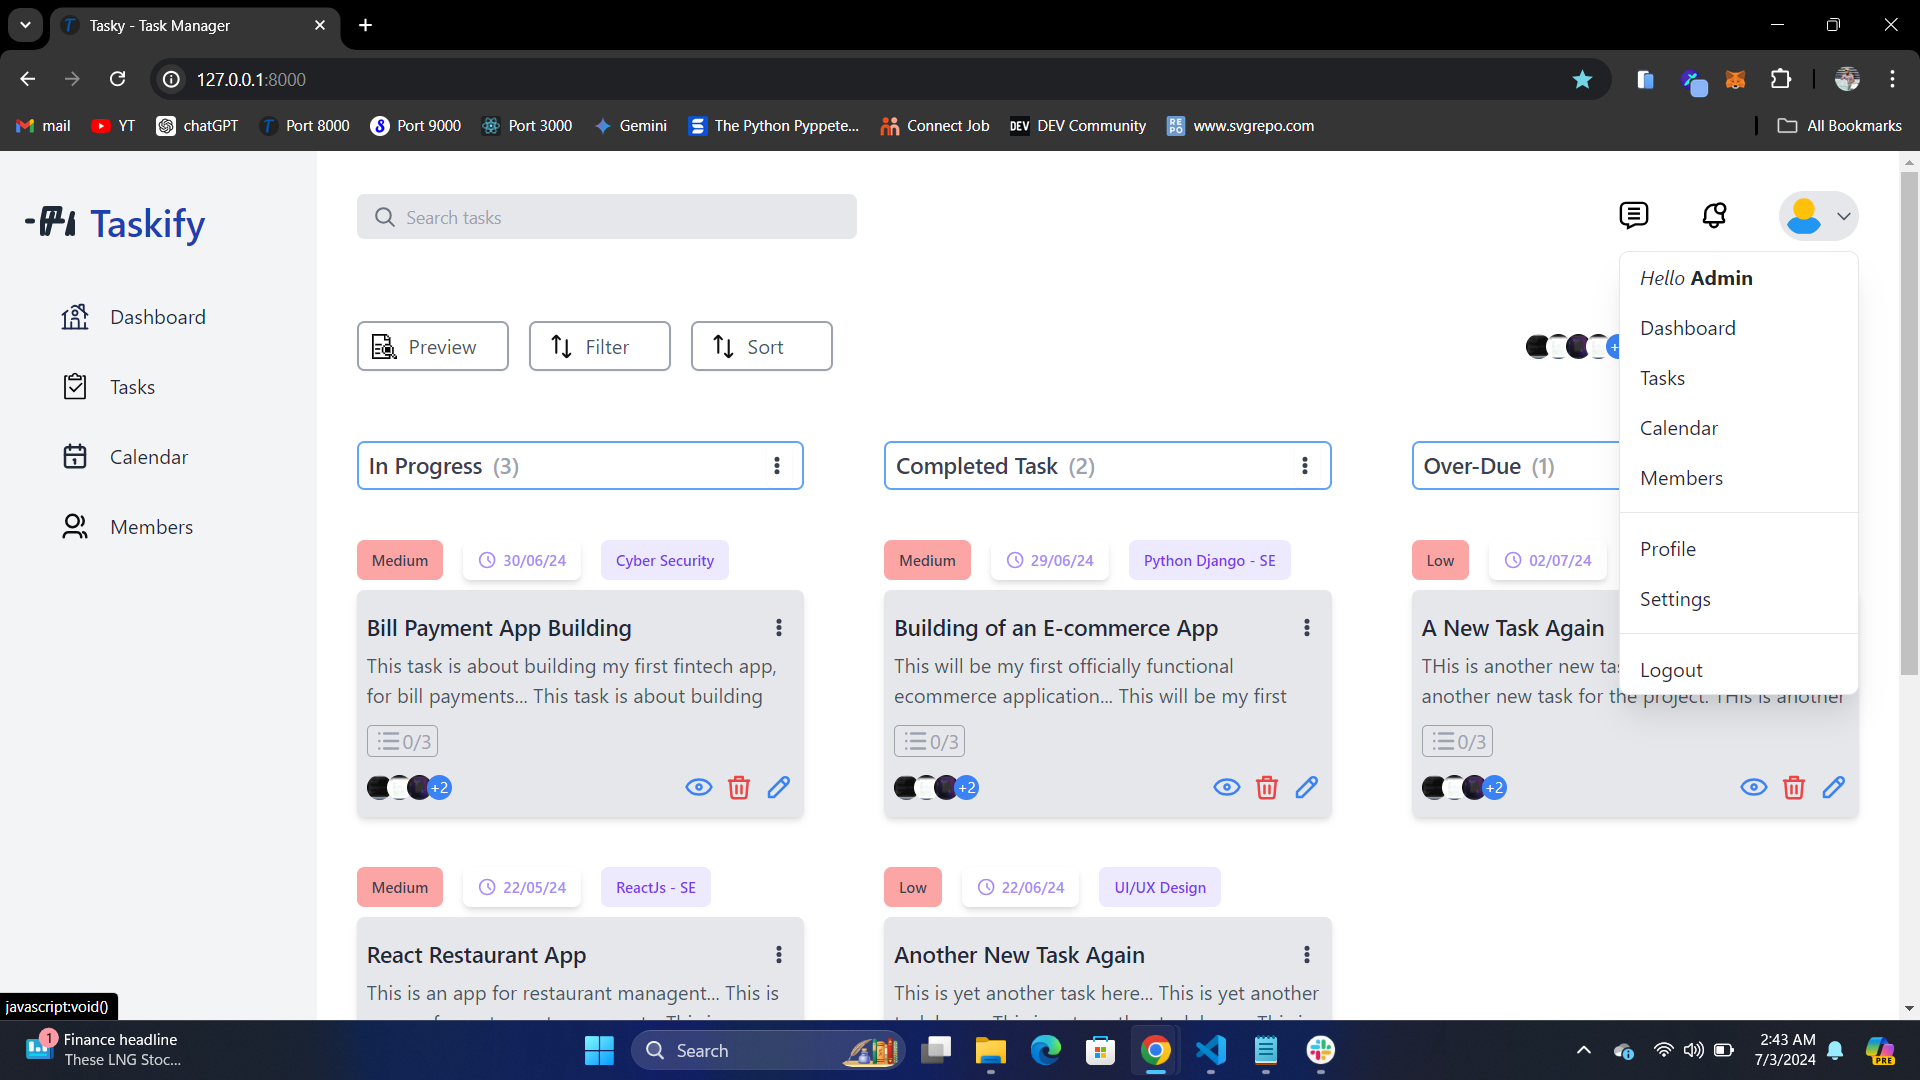 Tasky - Task Manager
127.0.0.1:8000
mail YT chatGPT Port 8000 Port 9000 Port 3000 Gemini The Python Pyppete... Connect Job DEV DEV Community RE PO www.svgrepo.com All Bookmarks
Taskify
Search tasks
Hello Admin
Dashboard
Tasks
Calendar
Members
Profile
Settings
Logout
Dashboard
Tasks
Calendar
Members
Preview Filter Sort
In Progress (3)
Completed Task (2)
Over-Due (1)
Medium 30/06/24 Cyber Security
Bill Payment App Building
This task is about building my first fintech app,
for bill payments... This task is about building
0/3
+2
Medium 29/06/24 Python Django - SE
Building of an E-commerce App
This will be my first officially functional
ecommerce application... This will be my first
0/3
+2
Low 02/07/24
A New Task Again
THis is another new
another new task for the project. THis is another
0/3
+2
Medium 22/05/24 ReactJs - SE
React Restaurant App
This is an app for restaurant managent... This is
Low 22/06/24 UI/UX Design
Another New Task Again
This is yet another task here... This is yet another
javascript:void()
1
Finance headline
These LNG Stoc...
Search
2:43 AM
7/3/2024
PRE